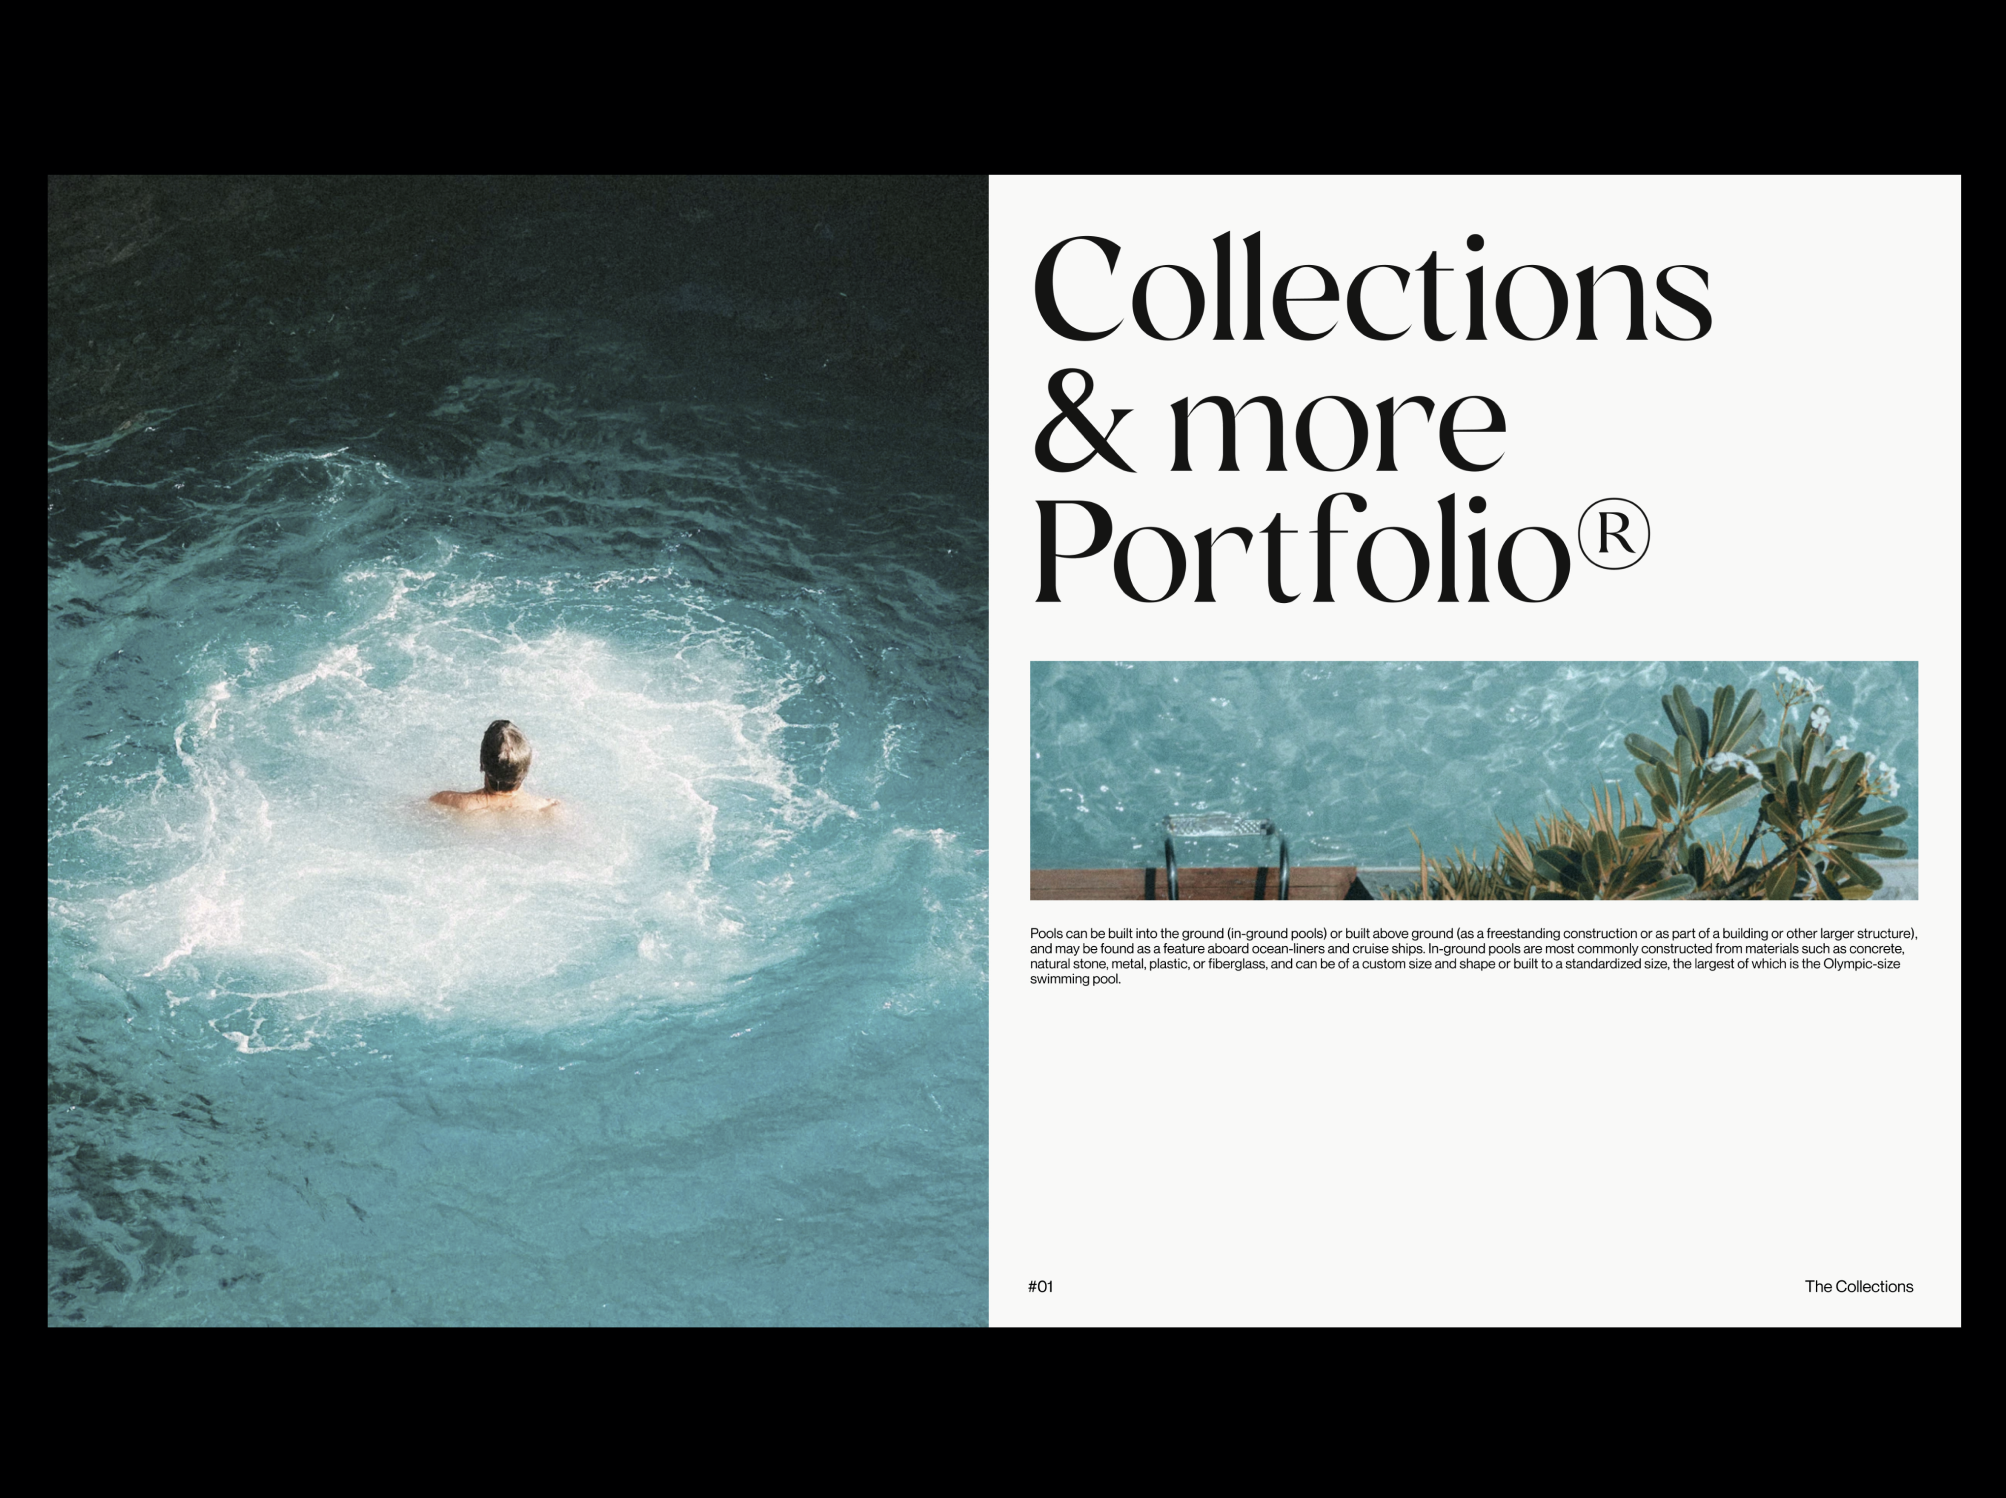 Collections
& more
Portfolio®
Pools can be built into the ground (in-ground pools) or built above ground (as a freestanding construction or as part of a building or other larger structure),
and may be found as a feature aboard ocean-liners and cruise ships. In-ground pools are most commonly constructed from materials such as concrete,
natural stone, metal, plastic, or fiberglass, and can be of a custom size and shape or built to a standardized size, the largest of which is the Olympic-size
swimming pool.
#01
The Collections